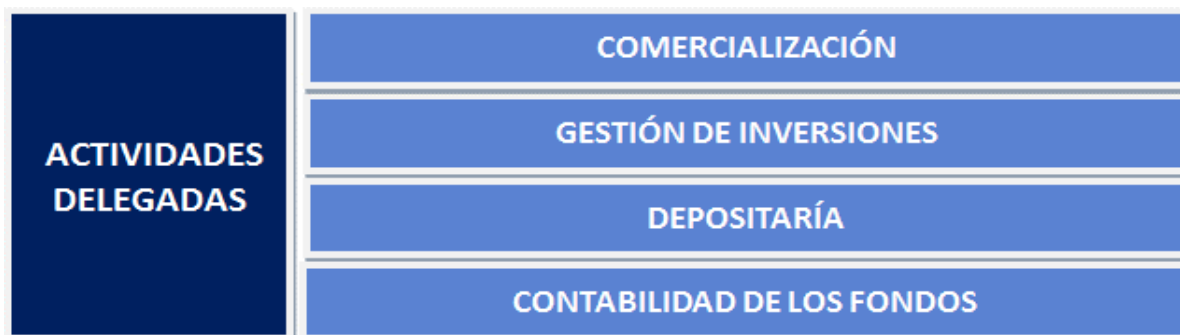 ACTIVIDADES
DELEGADAS
COMERCIALIZACIÓN
GESTIÓN DE INVERSIONES
DEPOSITARÍA
CONTABILIDAD DE LOS FONDOS